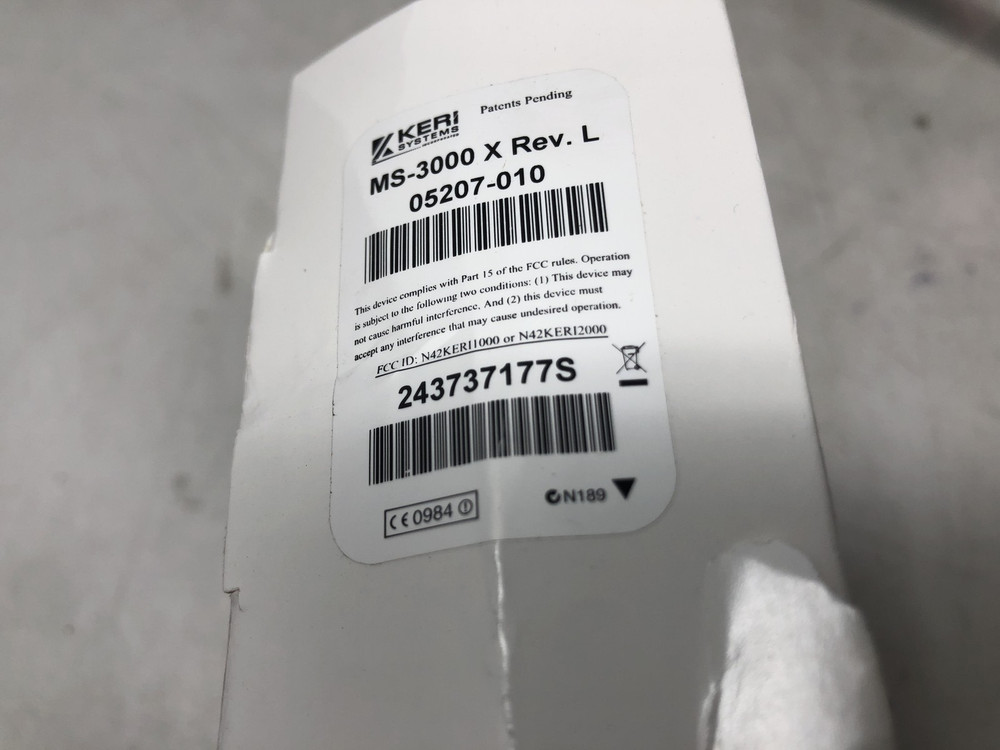 KERI
SYSTEMS
INCORPORATED
Patents Pending
MS-3000 X Rev. L
05207-010
This device complies with Part 15 of the FCC rules. Operation
is subject to the following two conditions: (1) This device may
not cause harmful interference. And (2) this device must
accept any interference that may cause undesired operation.
FCC ID: N42KERI1000 or N42KERI2000
243737177S
CE 0984
N189